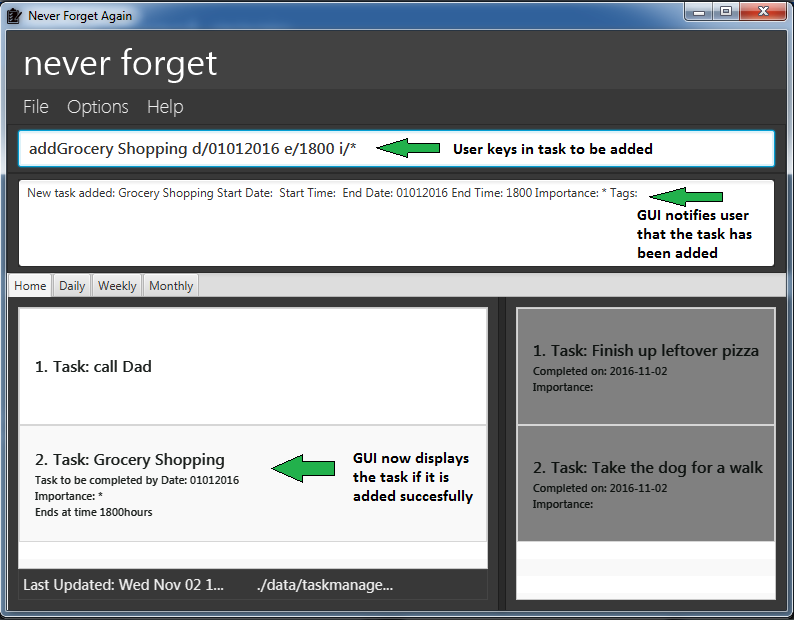 Never Forget Again
never forget
File Options Help
addGrocery Shopping d/01012016 e/1800 i/*
User keys in task to be added
New task added: Grocery Shopping Start Date:  Start Time:  End Date: 01012016 End Time: 1800 Importance: * Tags:
GUI notifies user
that the task has
been added
Home Daily Weekly Monthly
1. Task: call Dad
2. Task: Grocery Shopping
Task to be completed by Date: 01012016
Importance: *
Ends at time 1800hours
GUI now displays
the task if it is
added succesfully
1. Task: Finish up leftover pizza
Completed on: 2016-11-02
Importance:
2. Task: Take the dog for a walk
Completed on: 2016-11-02
Importance:
Last Updated: Wed Nov 02 1... ./data/taskmanage...